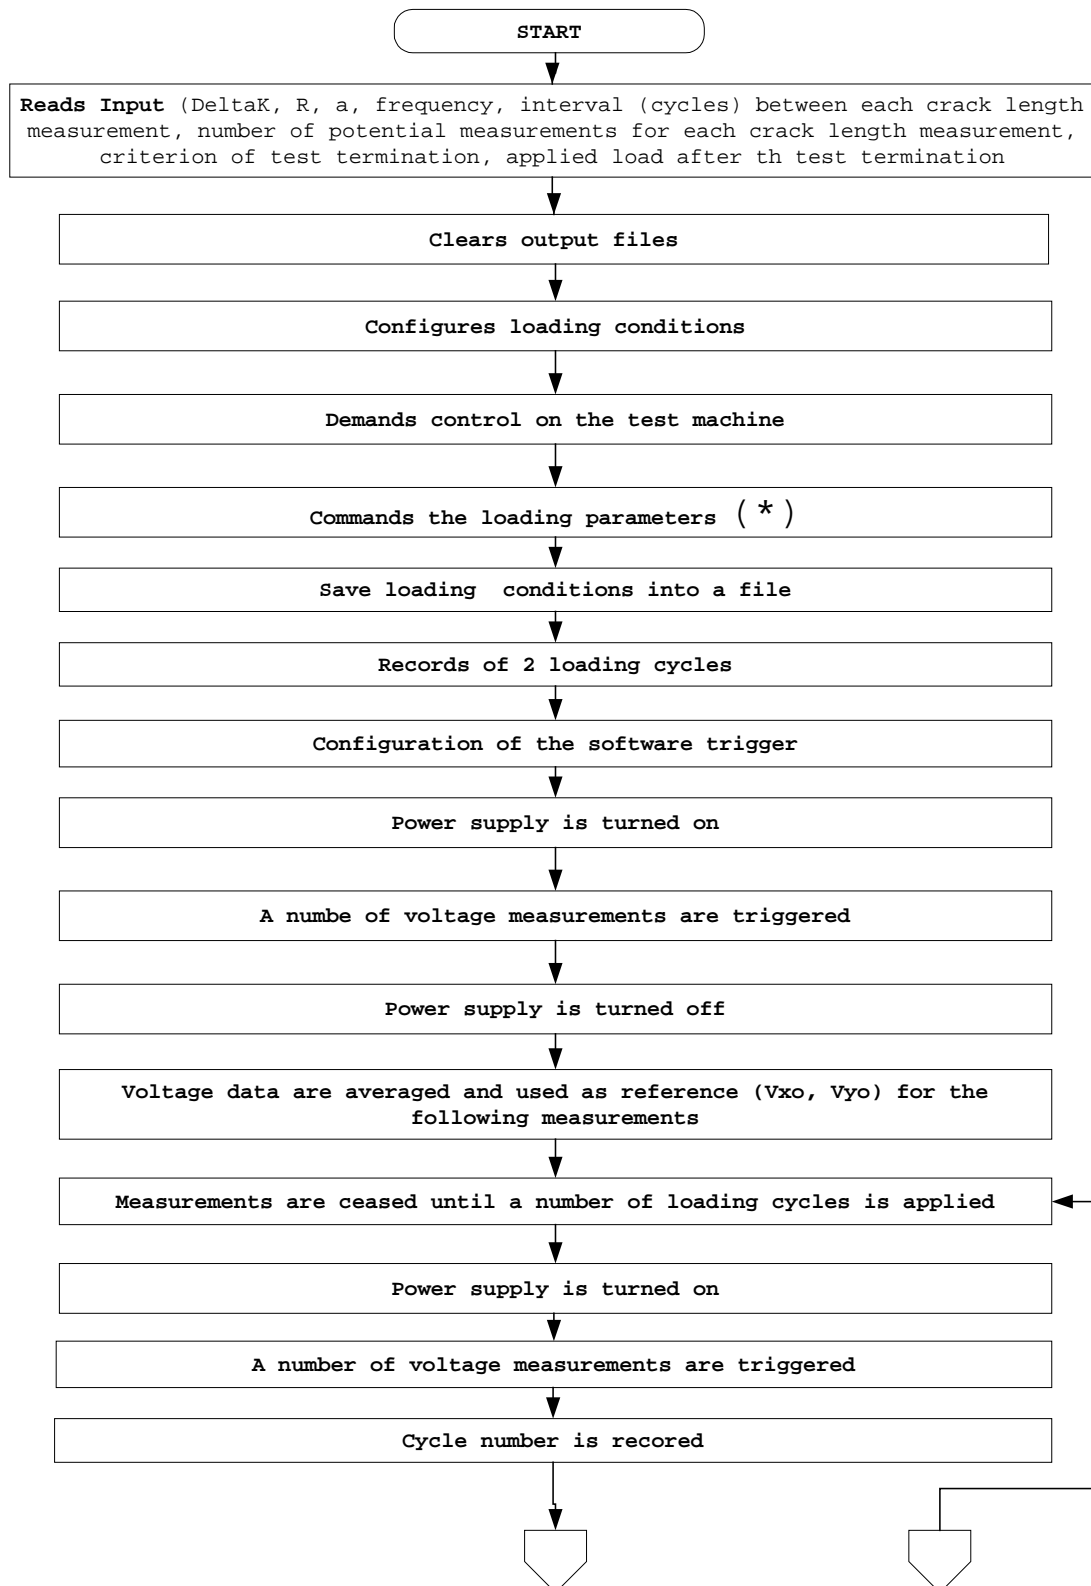 START
Reads Input (DeltaK, R, a, frequency, interval (cycles) between each crack length
measurement, number of potential measurements for each crack length measurement,
criterion of test termination, applied load after th test termination
Clears output files
Configures loading conditions
Demands control on the test machine
Commands the loading parameters (*)
Save loading conditions into a file
Records of 2 loading cycles
Configuration of the software trigger
Power supply is turned on
A numbe of voltage measurements are triggered
Power supply is turned off
Voltage data are averaged and used as reference (Vxo, Vyo) for the
following measurements
Measurements are ceased until a number of loading cycles is applied
Power supply is turned on
A number of voltage measurements are triggered
Cycle number is recored